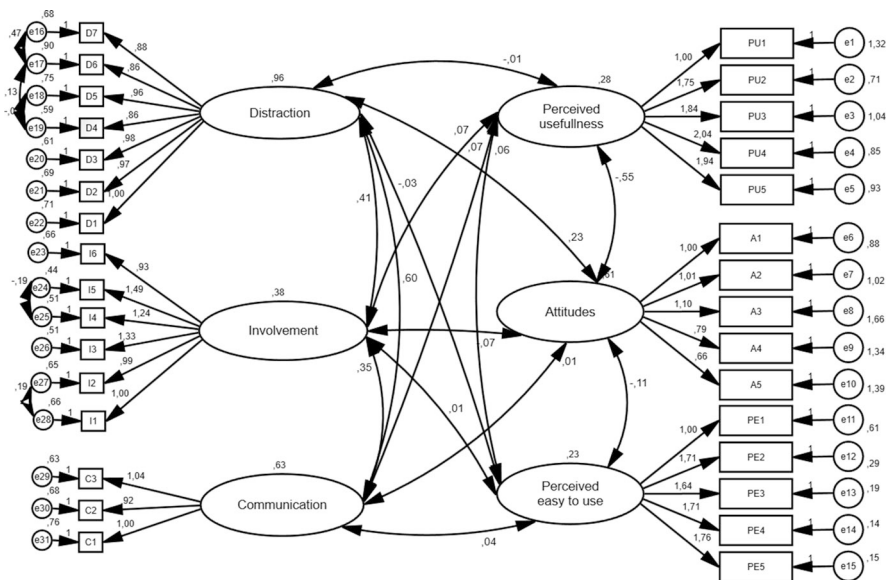 ,68
e16
1
D7
,88
,47
,90
e17
1
D6
,86
,75
e18
1
D5
,96
,13
,59
e19
1
D4
,86
,61
e20
1
D3
,98
,69
e21
1
D2
,97
,71
e22
1
D1
1,00
,96
Distraction
,66
e23
1
I6
,93
-,19
,44
e24
1
I5
1,49
,51
e25
1
I4
1,24
,51
e26
1
I3
1,33
,65
e27
1
I2
,99
,19
,66
e28
1
I1
1,00
,38
Involvement
,63
e29
1
C3
1,04
,68
e30
1
C2
,92
,76
e31
1
C1
1,00
,63
Communication
-,01
,07
,07
,06
-,03
,41
,60
,23
-,55
,35
,07
,01
,01
-,11
,04
,28
Perceived
usefullness
1,00
PU1
1
e1
1,32
1,75
PU2
1
e2
,71
1,84
PU3
1
e3
1,04
2,04
PU4
1
e4
,85
1,94
PU5
1
e5
,93
Attitudes
1,00
A1
1
e6
,88
1,01
A2
1
e7
1,02
1,10
A3
1
e8
1,66
,79
A4
1
e9
1,34
,66
A5
1
e10
1,39
,23
Perceived
easy to use
1,00
PE1
1
e11
,61
1,71
PE2
1
e12
,29
1,64
PE3
1
e13
,19
1,71
PE4
1
e14
,14
1,76
PE5
1
e15
,15